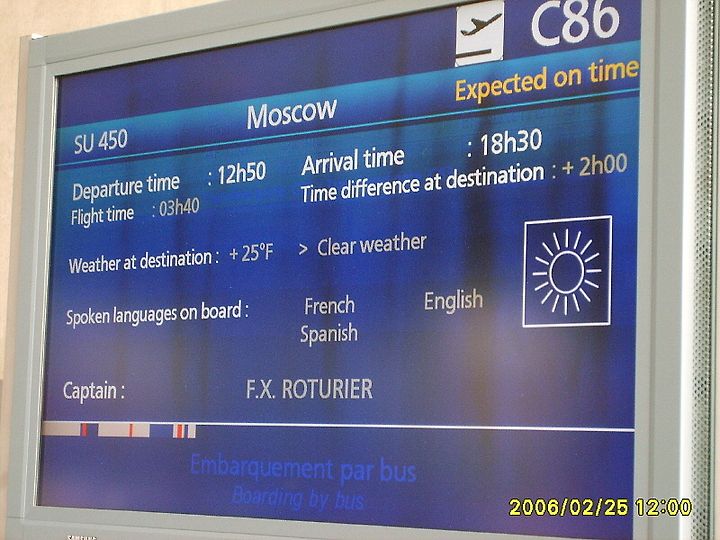 C86
Expected on time
SU 450 Moscow
Departure time : 12h50 Arrival time : 18h30
Flight time : 03h40 Time difference at destination : + 2h00
Weather at destination : +25°F > Clear weather
Spoken languages on board : French English
Spanish
Captain : F.X. ROTURIER
Embarquement par bus
Boarding by bus
SAMSUNG
2006/02/25 12:00